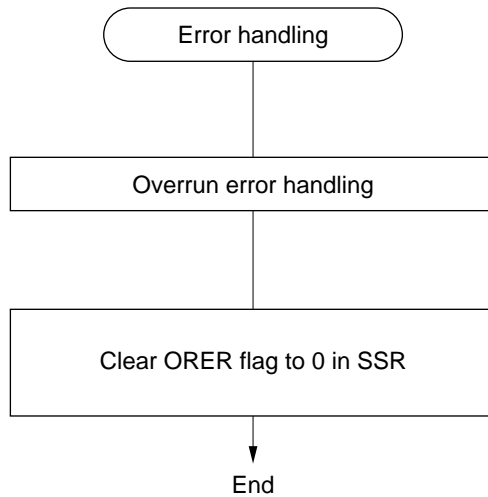 Error handling
Overrun error handling
Clear ORER flag to 0 in SSR
End